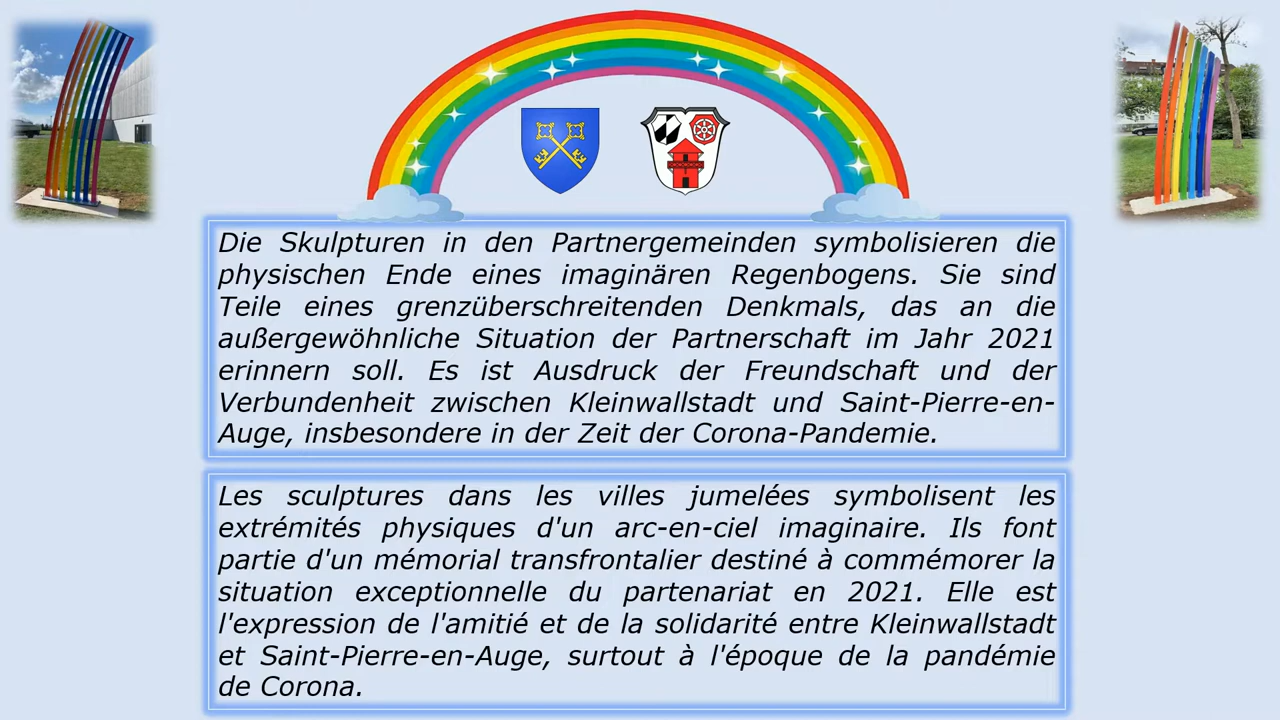 Die Skulpturen in den Partnergemeinden symbolisieren die
physischen Ende eines imaginären Regenbogens. Sie sind
Teile eines grenzüberschreitenden Denkmals, das an die
außergewöhnliche Situation der Partnerschaft im Jahr 2021
erinnern soll. Es ist Ausdruck der Freundschaft und der
Verbundenheit zwischen Kleinwallstadt und Saint-Pierre-en-
Auge, insbesondere in der Zeit der Corona-Pandemie.
Les sculptures dans les villes jumelées symbolisent les
extrémités physiques d'un arc-en-ciel imaginaire. Ils font
partie d'un mémorial transfrontalier destiné à commémorer la
situation exceptionnelle du partenariat en 2021. Elle est
l'expression de l'amitié et de la solidarité entre Kleinwallstadt
et Saint-Pierre-en-Auge, surtout à l'époque de la pandémie
de Corona.